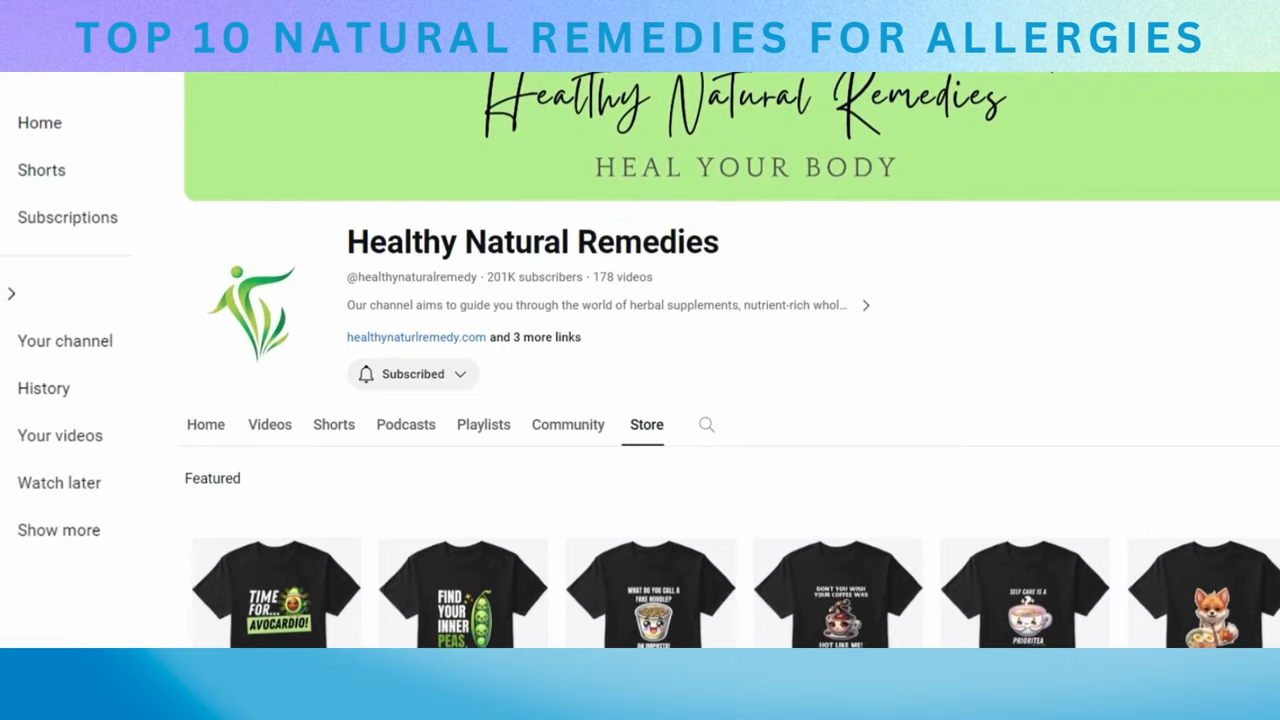 TOP 10 NATURAL REMEDIES FOR ALLERGIES
Healthy Natural Remedies
HEAL YOUR BODY
Home
Shorts
Subscriptions
Your channel
History
Your videos
Watch later
Show more
Healthy Natural Remedies
@healthynaturalremedy · 201K subscribers · 178 videos
Our channel aims to guide you through the world of herbal supplements, nutrient-rich whol...
healthynaturlremedy.com and 3 more links
Subscribed
Home Videos Shorts Podcasts Playlists Community Store
Featured
TIME
FOR...
AVOCARDIO!
FIND
YOUR
INNER
PEAS.
WHAT DO YOU CALL A
FAKE NOODLE?
AN IMPASTA!
DON'T YOU WISH
YOUR COFFEE WAS
HOT LIKE ME!
SELF CARE IS A
PRIORITEA